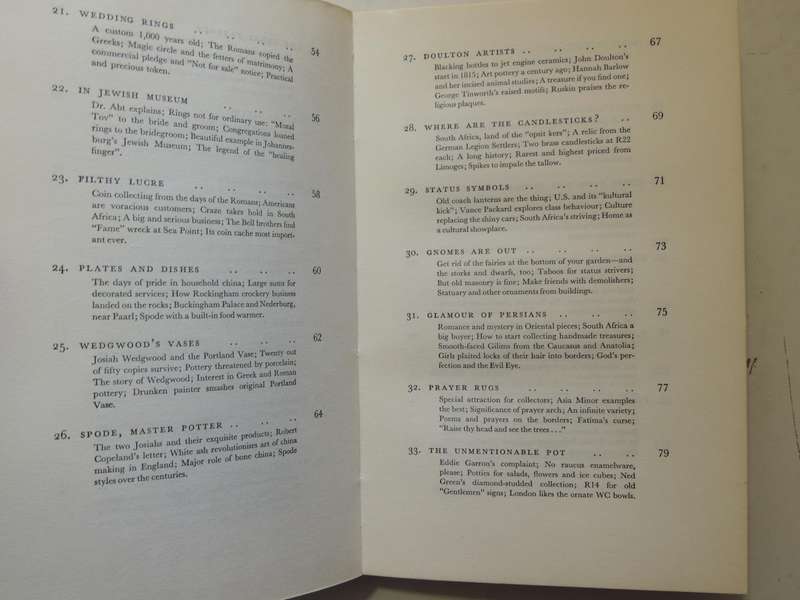 21. WEDDING RINGS .. .. .. .. 54
A custom 1,000 years old; The Romans copied the
Greeks; Magic circle and the fetters of matrimony; A
commercial pledge and "Not for sale" notice; Practical
and precious token.
22. IN JEWISH MUSEUM .. .. .. 56
Dr. Abt explains; Rings not for ordinary use: "Mosal
Tov" to the bride and groom; Congregations loaned
rings to the bridegroom; Beautiful example in Johannes-
burg's Jewish Museum; The legend of the "healing
finger".
23. FILTHY LUCRE .. .. .. .. 58
Coin collecting from the days of the Romans; Americans
are voracious customers; Craze takes hold in South
Africa; A big and serious business; The Bell brothers find
"Fame" wreck at Sea Point; Its coin cache most import-
ant ever.
24. PLATES AND DISHES .. .. .. 60
The days of pride in household china; Large sums for
decorated services; How Rockingham crockery business
landed on the rocks; Buckingham Palace and Nederburg,
near Paarl; Spode with a built-in food warmer.
25. WEDGWOOD'S VASES .. .. .. 62
Josiah Wedgwood and the Portland Vase; Twenty out
of fifty copies survive; Pottery threatened by porcelain;
The story of Wedgwood; Interest in Greek and Roman
pottery; Drunken painter smashes original Portland
Vase.
26. SPODE, MASTER POTTER .. .. .. 64
The two Josiahs and their exquisite products; Robert
Copeland's letter; White ash revolutionises art of china
making in England; Major role of bone china; Spode
styles over the centuries.
27. DOULTON ARTISTS .. .. .. .. 67
Blacking bottles to jet engine ceramics; John Doulton's
start in 1815; Art pottery a century ago; Hannah Barlow
and her incised animal studies; A treasure if you find one;
George Tinworth's raised motifs; Ruskin praises the re-
ligious plaques.
28. WHERE ARE THE CANDLESTICKS? .. 69
South Africa, land of the "opsit kers"; A relic from the
German Legion Settlers; Two brass candlesticks at R22
each; A long history; Rarest and highest priced from
Limoges; Spikes to impale the tallow.
29. STATUS SYMBOLS .. .. .. .. 71
Old coach lanterns are the thing; U.S. and its "kultural
kick"; Vance Packard explores class behaviour; Culture
replacing the shiny cars; South Africa's striving; Home as
a cultural showplace.
30. GNOMES ARE OUT .. .. .. .. 73
Get rid of the fairies at the bottom of your garden—and
the storks and dwarfs, too; Taboos for status strivers;
But old masonry is fine; Make friends with demolithers;
Statuary and other ornaments from buildings.
31. GLAMOUR OF PERSIANS .. .. .. 75
Romance and mystery in Oriental pieces; South Africa a
big buyer; How to start collecting handmade treasures;
Smooth-faced Gilims from the Caucasus and Anatolia;
Girls plaited locks of their hair into borders; God's per-
fection and the Evil Eye.
32. PRAYER RUGS .. .. .. .. 77
Special attraction for collectors; Asia Minor examples
the best; Significance of prayer arch; An infinite variety;
Poems and prayers on the borders; Fatima's curse;
"Raise thy head and see the trees . . ."
33. THE UNMENTIONABLE POT .. .. 79
Eddie Garron's complaint; No raucus enamelware,
please; Potties for salads, flowers and ice cubes; Ned
Green's diamond-studded collection; R14 for old
"Gentlemen" signs; London likes the ornate WC bowls.